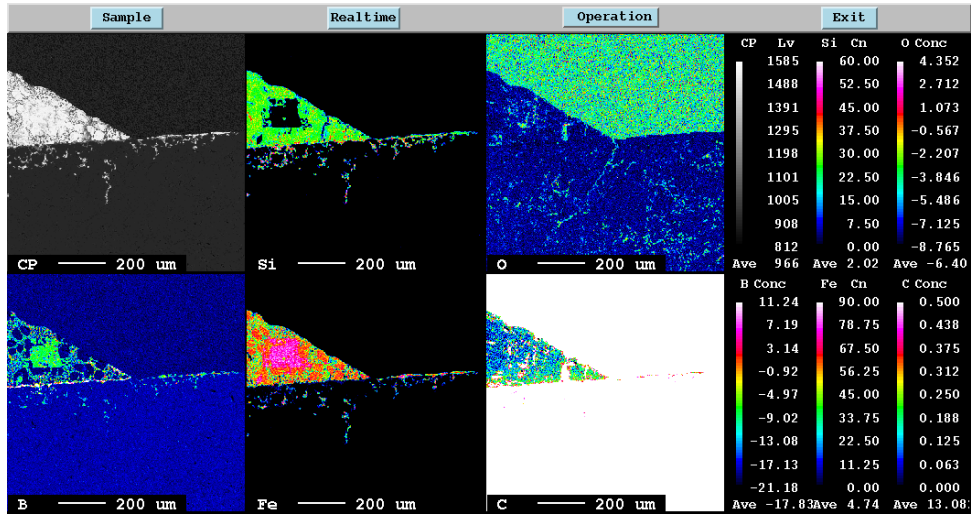 Sample Realtime Operation Exit
CP Lv Si Cn O Conc
1585 60.00 4.352
1488 52.50 2.712
1391 45.00 1.073
1295 37.50 -0.567
1198 30.00 -2.207
1101 22.50 -3.846
1005 15.00 -5.486
908 7.50 -7.125
812 0.00 -8.765
Ave 966 Ave 2.02 Ave -6.40
CP 200 um Si 200 um O 200 um
B Conc Fe Cn C Conc
11.24 90.00 0.500
7.19 78.75 0.438
3.14 67.50 0.375
-0.92 56.25 0.312
-4.97 45.00 0.250
-9.02 33.75 0.188
-13.08 22.50 0.125
-17.13 11.25 0.063
-21.18 0.00 0.000
Ave -17.83 Ave 4.74 Ave 13.08
B 200 um Fe 200 um C 200 um